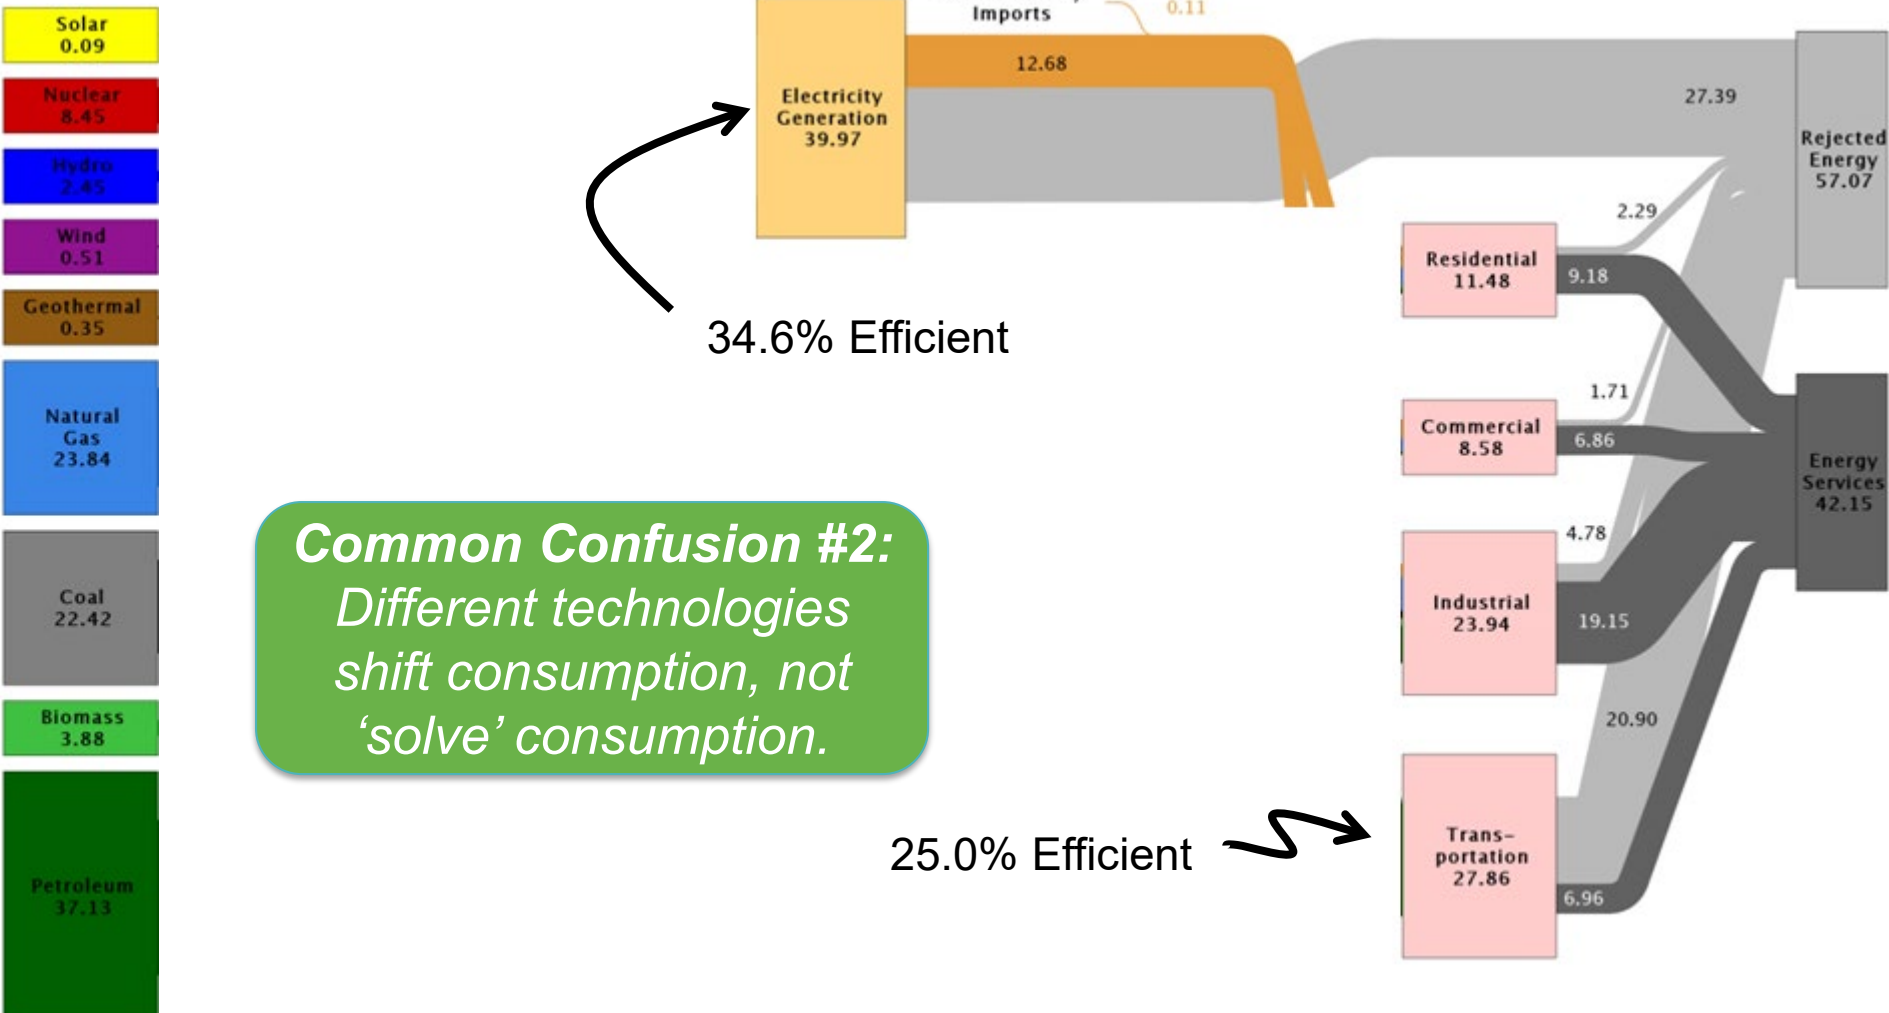 Solar
0.09
Nuclear
8.45
Hydro
2.45
Wind
0.51
Geothermal
0.35
Natural
Gas
23.84
Coal
22.42
Biomass
3.88
Petroleum
37.13
Imports
0.11
12.68
Electricity
Generation
39.97
27.39
Rejected
Energy
57.07
34.6% Efficient
2.29
Residential
11.48
9.18
1.71
Commercial
8.58
6.86
Energy
Services
42.15
Common Confusion #2:
Different technologies
shift consumption, not
‘solve’ consumption.
4.78
Industrial
23.94
19.15
20.90
25.0% Efficient
Trans-
portation
27.86
6.96